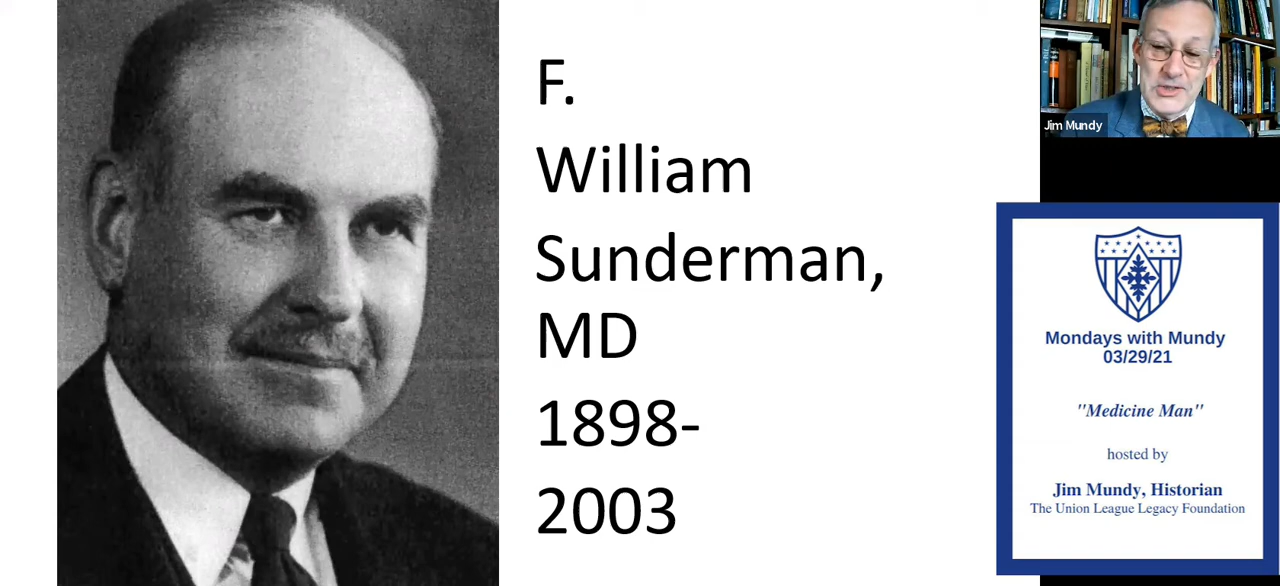 F.
William
Sunderman,
MD
1898-
2003
Jim Mundy
Mondays with Mundy
03/29/21
"Medicine Man"
hosted by
Jim Mundy, Historian
The Union League Legacy Foundation